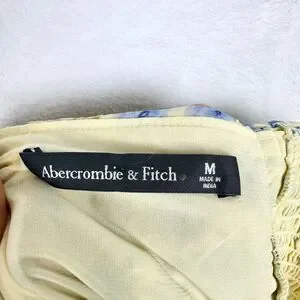 Abercrombie & Fitch
M
MADE IN
INDIA